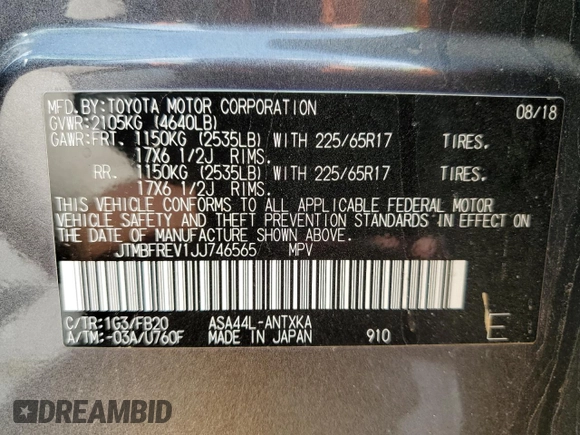 MFD.BY:TOYOTA MOTOR CORPORATION 08/18
GVWR:2105KG (4640LB)
GAWR:FRT. 1150KG (2535LB) WITH 225/65R17 TIRES.
17X6 1/2J RIMS.
RR. 1150KG (2535LB) WITH 225/65R17 TIRES.
17X6 1/2J RIMS.
THIS VEHICLE CONFORMS TO ALL APPLICABLE FEDERAL MOTOR
VEHICLE SAFETY AND THEFT PREVENTION STANDARDS IN EFFECT ON
THE DATE OF MANUFACTURE SHOWN ABOVE.
JTMBFREV1JJ746565 MPV
C/TR:1G3/FB20 ASA44L-ANTXKA
A/TM:-03A/U760F MADE IN JAPAN 910 E
DREAMBID